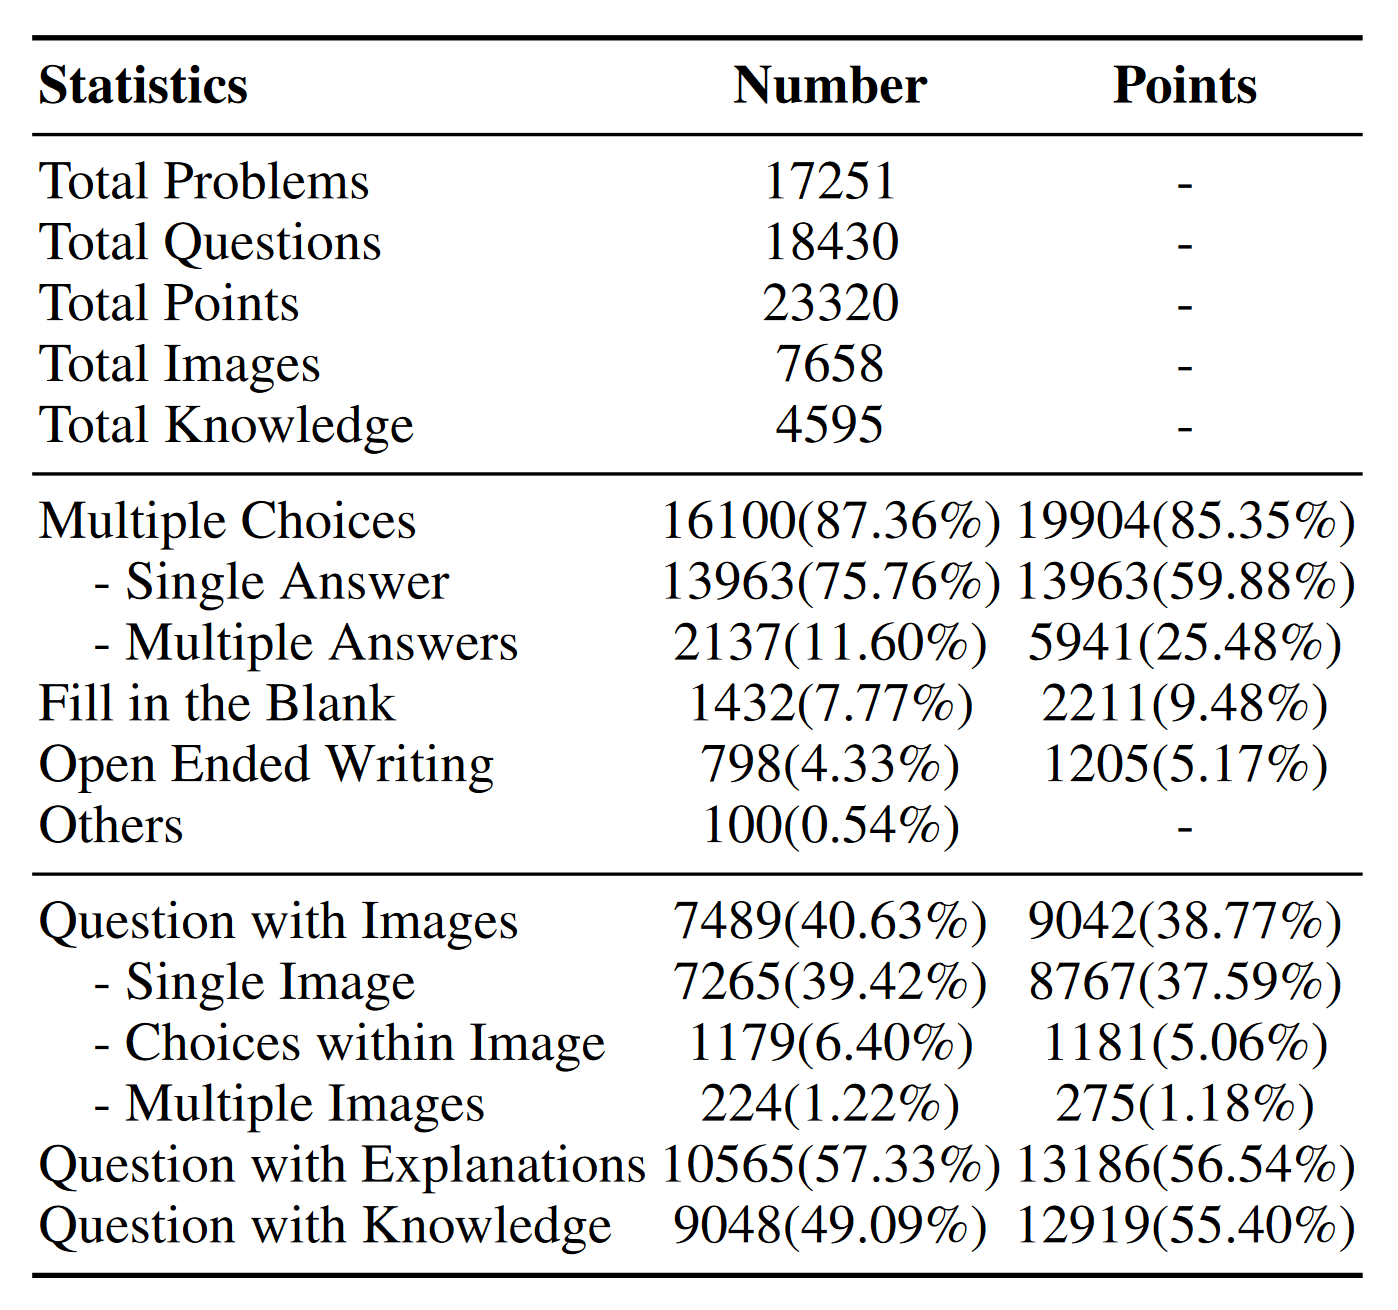 Statistics Number Points
Total Problems 17251 -
Total Questions 18430 -
Total Points 23320 -
Total Images 7658 -
Total Knowledge 4595 -
Multiple Choices 16100(87.36%) 19904(85.35%)
- Single Answer 13963(75.76%) 13963(59.88%)
- Multiple Answers 2137(11.60%) 5941(25.48%)
Fill in the Blank 1432(7.77%) 2211(9.48%)
Open Ended Writing 798(4.33%) 1205(5.17%)
Others 100(0.54%) -
Question with Images 7489(40.63%) 9042(38.77%)
- Single Image 7265(39.42%) 8767(37.59%)
- Choices within Image 1179(6.40%) 1181(5.06%)
- Multiple Images 224(1.22%) 275(1.18%)
Question with Explanations 10565(57.33%) 13186(56.54%)
Question with Knowledge 9048(49.09%) 12919(55.40%)